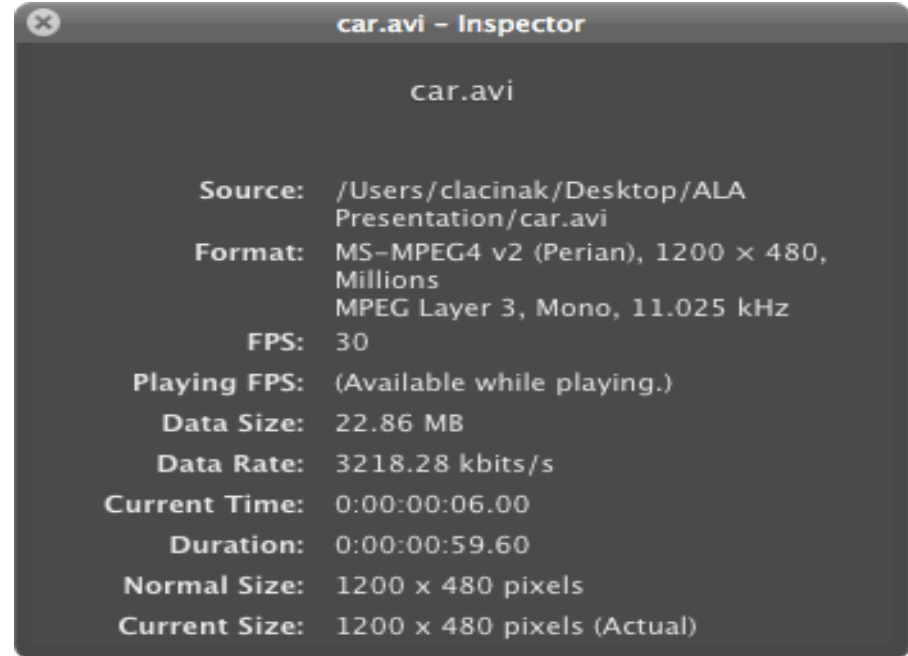 car.avi – Inspector
car.avi
Source: /Users/clacinak/Desktop/ALA
Presentation/car.avi
Format: MS-MPEG4 v2 (Perian), 1200 × 480,
Millions
MPEG Layer 3, Mono, 11.025 kHz
FPS: 30
Playing FPS: (Available while playing.)
Data Size: 22.86 MB
Data Rate: 3218.28 kbits/s
Current Time: 0:00:00:06.00
Duration: 0:00:00:59.60
Normal Size: 1200 x 480 pixels
Current Size: 1200 x 480 pixels (Actual)